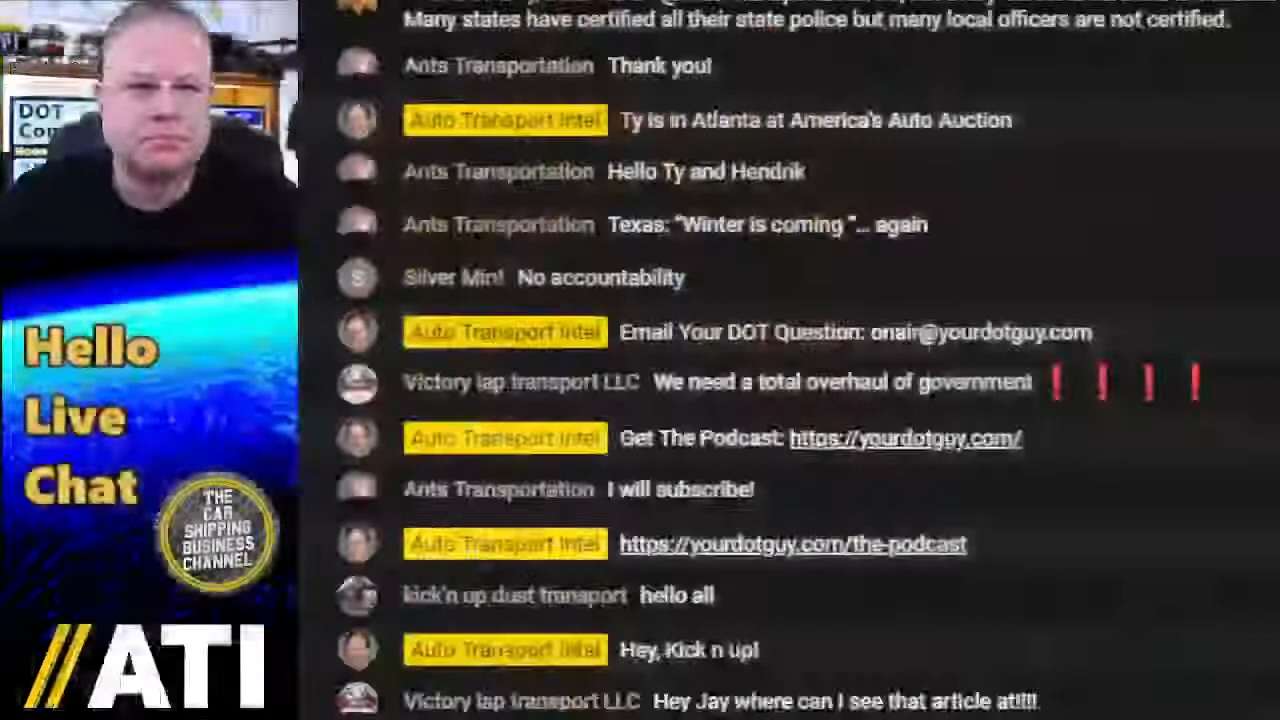 Many states have certified all their state police but many local officers are not certified.
Ants Transportation Thank you!
Auto Transport Intel Ty is in Atlanta at America's Auto Auction
Ants Transportation Hello Ty and Hendrik
Ants Transportation Texas: "Winter is coming "... again
S Silver Mint No accountability
Auto Transport Intel Email Your DOT Question: onair@yourdotguy.com
Victory lap transport LLC We need a total overhaul of government❗❗❗❗
Auto Transport Intel Get The Podcast: https://yourdotguy.com/
Ants Transportation I will subscribe!
Auto Transport Intel https://yourdotguy.com/the-podcast
kick'n up dust transport hello all
Auto Transport Intel Hey, Kick n up!
Victory lap transport LLC Hey Jay where can I see that article at!!!!
DOT
Hello
Live
Chat
THE
CAR
SHIPPING
BUSINESS
CHANNEL
//ATI